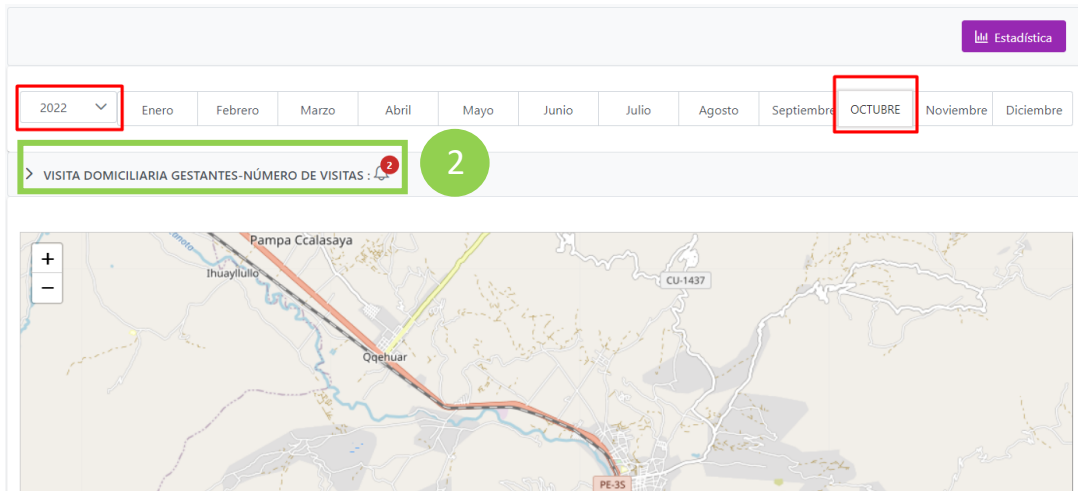 Estadística
2022 Enero Febrero Marzo Abril Mayo Junio Julio Agosto Septiembre OCTUBRE Noviembre Diciembre
2
VISITA DOMICILIARIA GESTANTES-NÚMERO DE VISITAS : 2
Pampa Ccalasaya
+
Ihuayllullo
CU-1437
−
Qqehuar
PE-3S